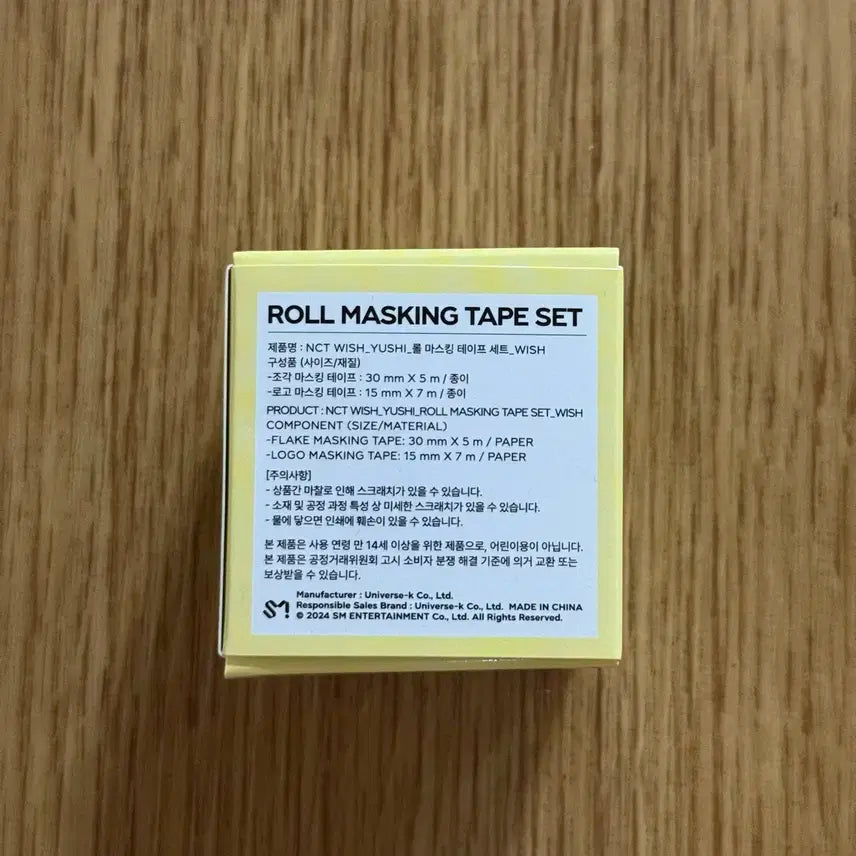 ROLL MASKING TAPE SET
제품명 : NCT WISH_YUSHI_롤 마스킹 테이프 세트_WISH
구성품 (사이즈/재질)
-조각 마스킹 테이프 : 30 mm X 5 m / 종이
-로고 마스킹 테이프 : 15 mm X 7 m / 종이
PRODUCT : NCT WISH_YUSHI_ROLL MASKING TAPE SET_WISH
COMPONENT (SIZE/MATERIAL)
-FLAKE MASKING TAPE: 30 mm X 5 m / PAPER
-LOGO MASKING TAPE: 15 mm X 7 m / PAPER
[주의사항]
- 상품간 마찰로 인해 스크래치가 있을 수 있습니다.
- 소재 및 공정 과정 특성 상 미세한 스크래치가 있을 수 있습니다.
- 물에 닿으면 인쇄에 훼손이 있을 수 있습니다.
본 제품은 사용 연령 만 14세 이상을 위한 제품으로, 어린이용이 아닙니다.
본 제품은 공정거래위원회 고시 소비자 분쟁 해결 기준에 의거 교환 또는
보상받을 수 있습니다.
Manufacturer : Universe-k Co., Ltd.
Responsible Sales Brand : Universe-k Co., Ltd. MADE IN CHINA
© 2024 SM ENTERTAINMENT Co., Ltd. All Rights Reserved.
SM